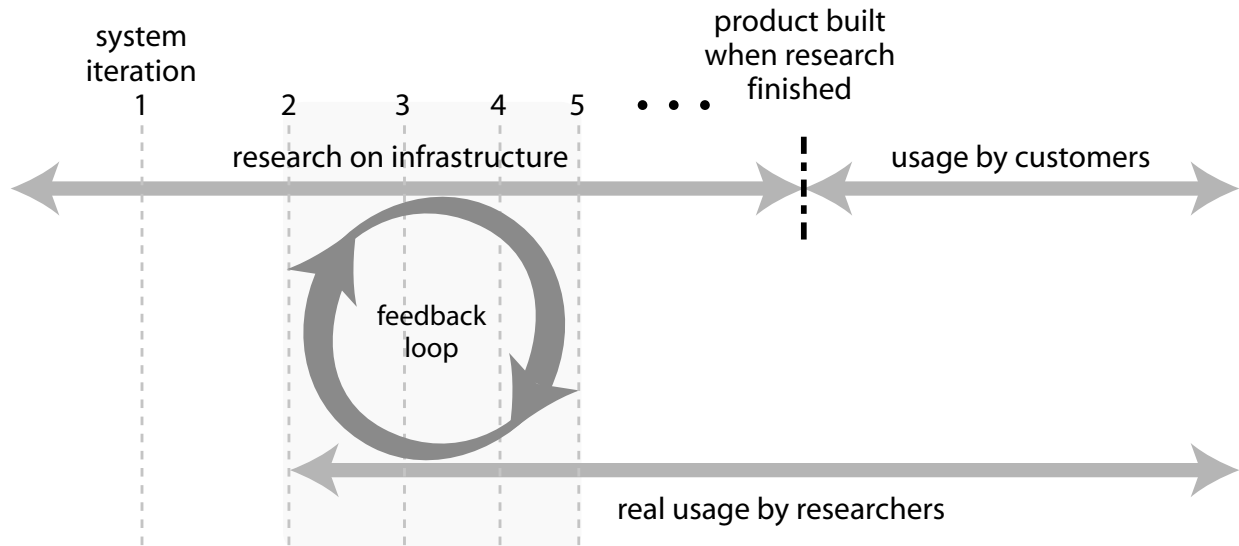 system
iteration
product built
when research
finished
1
2
3
4
5
• • •
research on infrastructure
usage by customers
feedback
loop
real usage by researchers